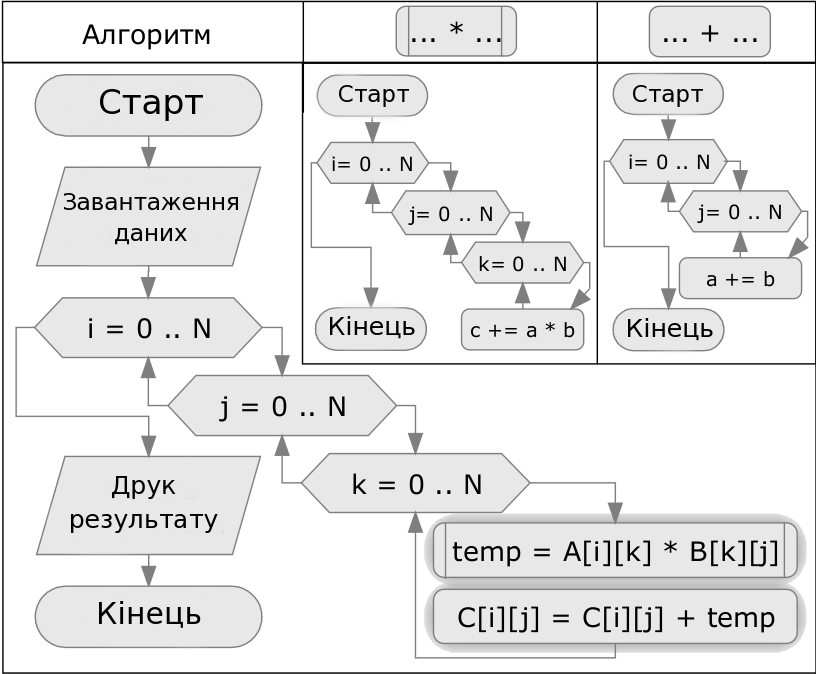 Алгоритм
... * ...
... + ...
Старт
Завантаження
даних
i = 0 .. N
j = 0 .. N
k = 0 .. N
temp = A[i][k] * B[k][j]
C[i][j] = C[i][j] + temp
Друк
результату
Кінець
Старт
i= 0 .. N
j= 0 .. N
k= 0 .. N
c += a * b
Кінець
Старт
i= 0 .. N
j= 0 .. N
a += b
Кінець